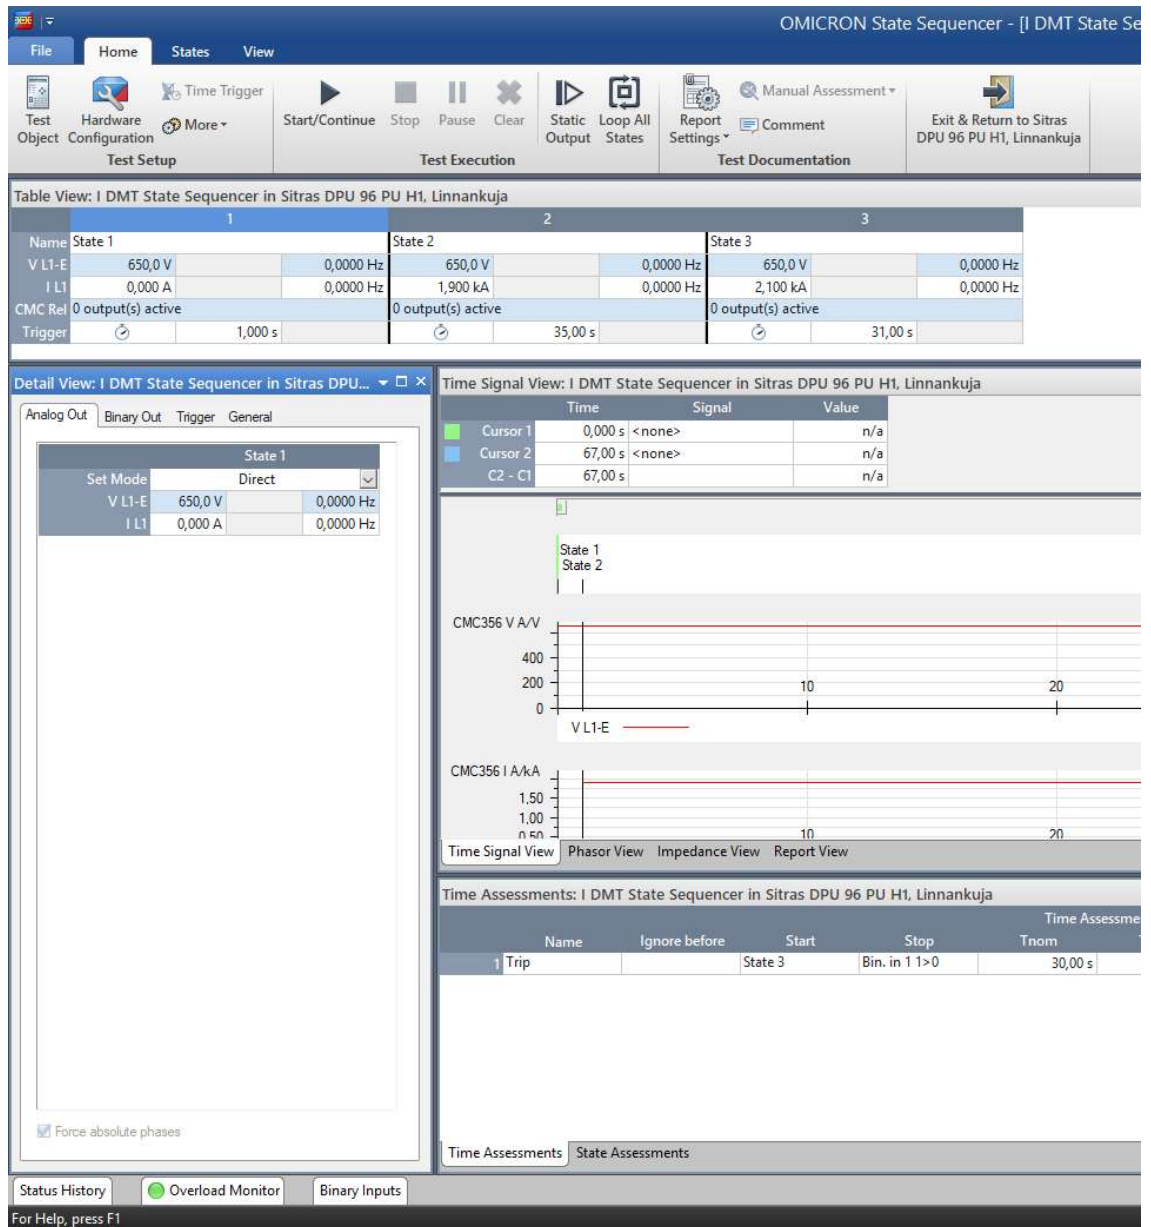 OMICRON State Sequencer - [I DMT State Se
File Home States View
Test Object Hardware Configuration Time Trigger More Start/Continue Stop Pause Clear Static Output Loop All States Report Settings Manual Assessment Comment Exit & Return to Sitras DPU 96 PU H1, Linnankuja
Test Setup Test Execution Test Documentation
Table View: I DMT State Sequencer in Sitras DPU 96 PU H1, Linnankuja
1 2 3
Name State 1 State 2 State 3
V L1-E 650,0 V 0,0000 Hz 650,0 V 0,0000 Hz 650,0 V 0,0000 Hz
I L1 0,000 A 0,0000 Hz 1,900 kA 0,0000 Hz 2,100 kA 0,0000 Hz
CMC Rel 0 output(s) active 0 output(s) active 0 output(s) active
Trigger 1,000 s 35,00 s 31,00 s
Detail View: I DMT State Sequencer in Sitras DPU...
Analog Out Binary Out Trigger General
State 1
Set Mode Direct
V L1-E 650,0 V 0,0000 Hz
I L1 0,000 A 0,0000 Hz
Force absolute phases
Time Signal View: I DMT State Sequencer in Sitras DPU 96 PU H1, Linnankuja
Time Signal Value
Cursor 1 0,000 s <none> n/a
Cursor 2 67,00 s <none> n/a
C2 - C1 67,00 s n/a
State 1
State 2
CMC356 V A/V
400
200
10 20
0
V L1-E
CMC356 I A/kA
1,50
1,00
0,50 10 20
Time Signal View Phasor View Impedance View Report View
Time Assessments: I DMT State Sequencer in Sitras DPU 96 PU H1, Linnankuja
Time Assessme
Name Ignore before Start Stop Tnom
1 Trip State 3 Bin. in 1 1>0 30,00 s
Time Assessments State Assessments
Status History Overload Monitor Binary Inputs
For Help, press F1